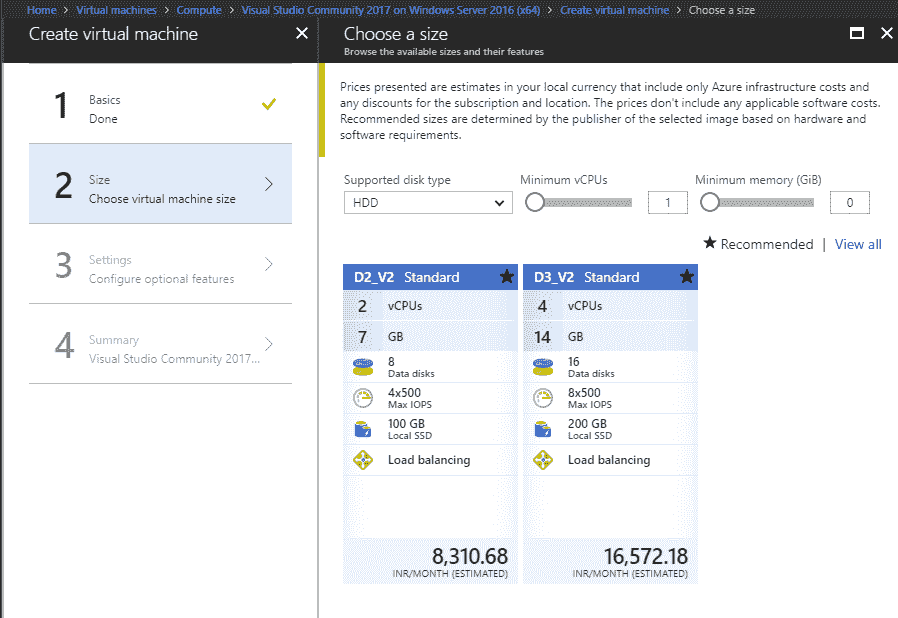 Home > Virtual machines > Compute > Visual Studio Community 2017 on Windows Server 2016 (x64) > Create virtual machine > Choose a size
Create virtual machine
Choose a size
Browse the available sizes and their features
1
Basics
Done
2
Size
Choose virtual machine size
3
Settings
Configure optional features
4
Summary
Visual Studio Community 2017...
Prices presented are estimates in your local currency that include only Azure infrastructure costs and
any discounts for the subscription and location. The prices don't include any applicable software costs.
Recommended sizes are determined by the publisher of the selected image based on hardware and
software requirements.
Supported disk type
HDD
Minimum vCPUs
1
Minimum memory (GiB)
0
★ Recommended | View all
D2_V2 Standard
2 vCPUs
7 GB
8
Data disks
4x500
Max IOPS
100 GB
Local SSD
Load balancing
8,310.68
INR/MONTH (ESTIMATED)
D3_V2 Standard
4 vCPUs
14 GB
16
Data disks
8x500
Max IOPS
200 GB
Local SSD
Load balancing
16,572.18
INR/MONTH (ESTIMATED)